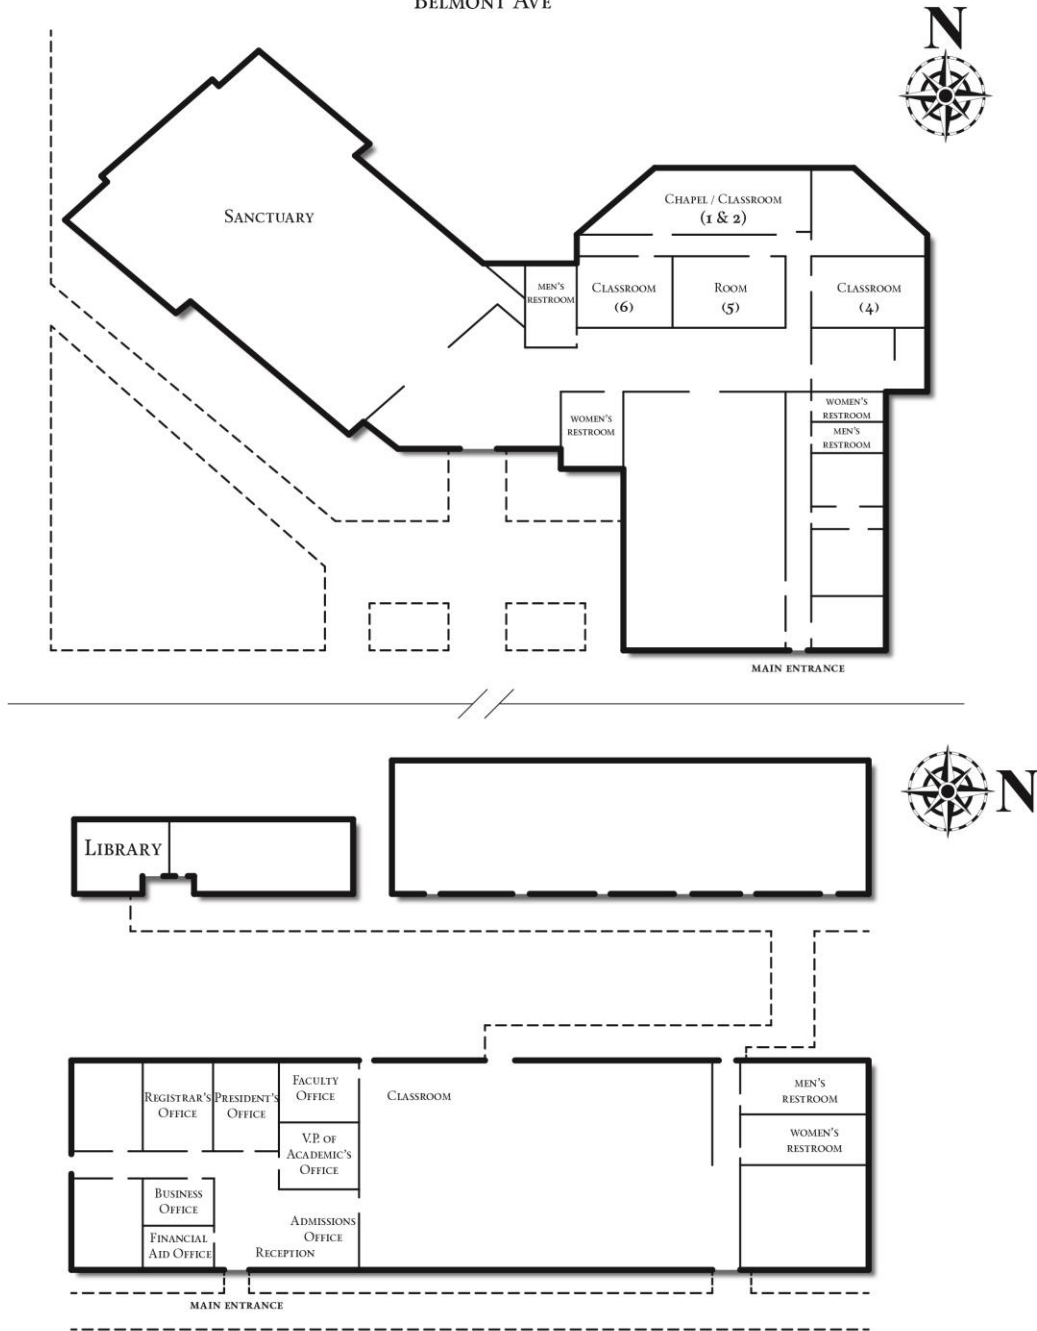 BELMONT AVE
N
CHAPEL / CLASSROOM
(1 & 2)
SANCTUARY
MEN'S
RESTROOM
CLASSROOM
(6)
ROOM
(5)
CLASSROOM
(4)
WOMEN'S
RESTROOM
WOMEN'S
RESTROOM
MEN'S
RESTROOM
MAIN ENTRANCE
N
LIBRARY
REGISTRAR'S
OFFICE
PRESIDENT'S
OFFICE
FACULTY
OFFICE
CLASSROOM
MEN'S
RESTROOM
V.P. OF
ACADEMIC'S
OFFICE
WOMEN'S
RESTROOM
BUSINESS
OFFICE
FINANCIAL
AID OFFICE
ADMISSIONS
OFFICE
RECEPTION
MAIN ENTRANCE